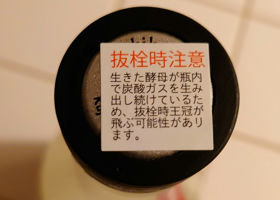 抜栓時注意
生きた酵母が瓶内
で炭酸ガスを生み
出し続けているた
め、抜栓時王冠が
飛ぶ可能性があり
ます。